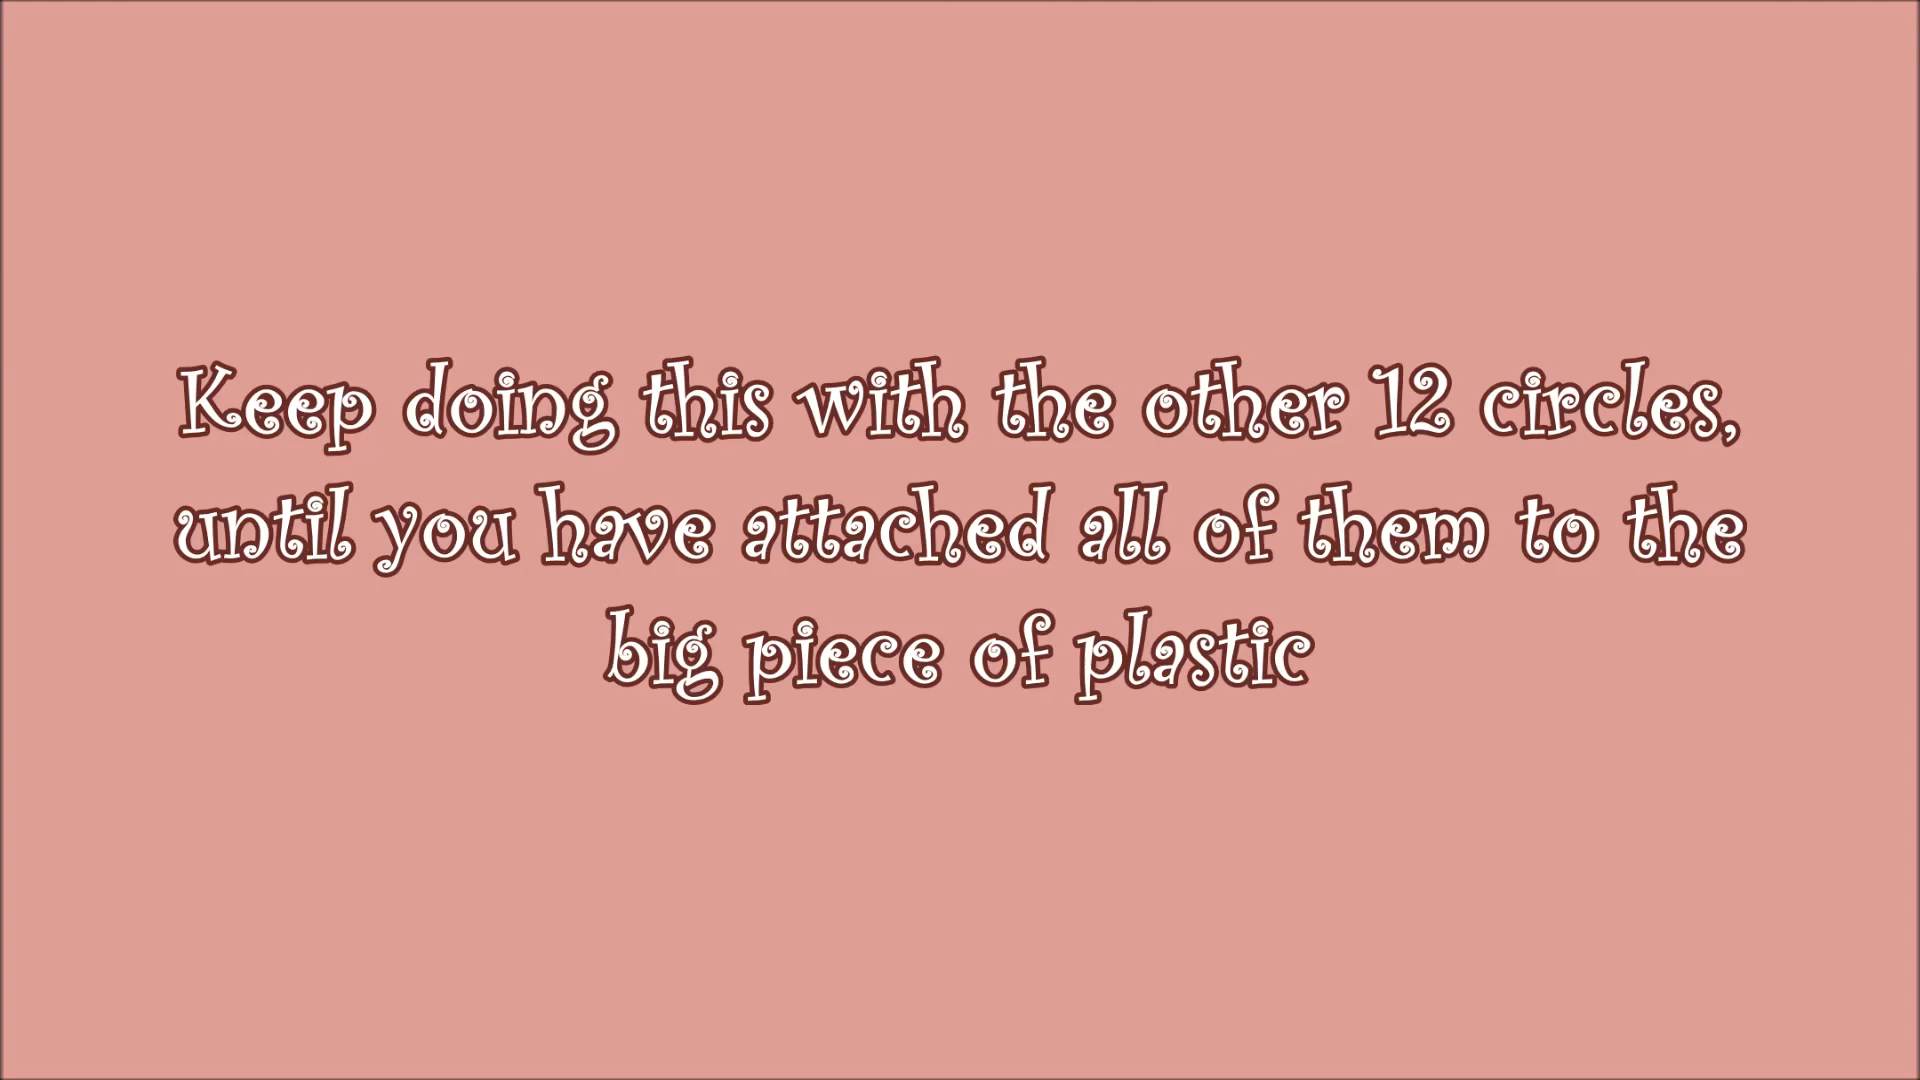 Keep doing this with the other 12 circles,
until you have attached all of them to the
big piece of plastic